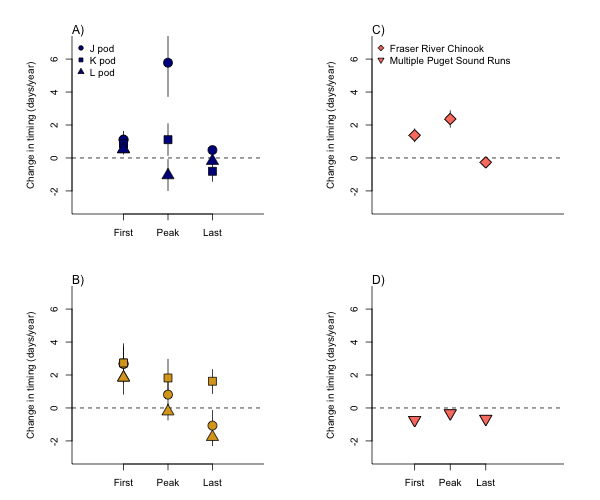 A)
J pod
K pod
L pod
Change in timing (days/year)
6
4
2
0
-2
First Peak Last
C)
Fraser River Chinook
Multiple Puget Sound Runs
Change in timing (days/year)
6
4
2
0
-2
B)
Change in timing (days/year)
6
4
2
0
-2
First Peak Last
D)
Change in timing (days/year)
6
4
2
0
-2
First Peak Last